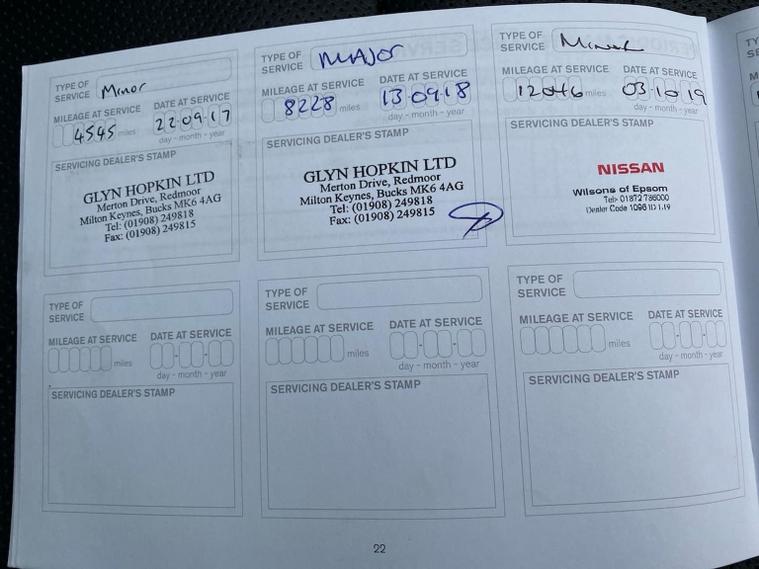 TYPE OF
SERVICE Minor
MILEAGE AT SERVICE DATE AT SERVICE
4545 miles 22-09-17
day - month - year
SERVICING DEALER'S STAMP
GLYN HOPKIN LTD
Merton Drive, Redmoor
Milton Keynes, Bucks MK6 4AG
Tel: (01908) 249818
Fax: (01908) 249815
TYPE OF
SERVICE MAJOR
MILEAGE AT SERVICE DATE AT SERVICE
8228 miles 13-09-18
day - month - year
SERVICING DEALER'S STAMP
GLYN HOPKIN LTD
Merton Drive, Redmoor
Milton Keynes, Bucks MK6 4AG
Tel: (01908) 249818
Fax: (01908) 249815
TYPE OF
SERVICE Minor
MILEAGE AT SERVICE DATE AT SERVICE
12046 miles 03-10-19
day - month - year
SERVICING DEALER'S STAMP
NISSAN
Wilsons of Epsom
Tel: 01372 736000
Dealer Code
TYPE OF
SERVICE
MILEAGE AT SERVICE DATE AT SERVICE
miles
day - month - year
SERVICING DEALER'S STAMP
TYPE OF
SERVICE
MILEAGE AT SERVICE DATE AT SERVICE
miles
day - month - year
SERVICING DEALER'S STAMP
TYPE OF
SERVICE
MILEAGE AT SERVICE DATE AT SERVICE
miles
day - month - year
SERVICING DEALER'S STAMP
22